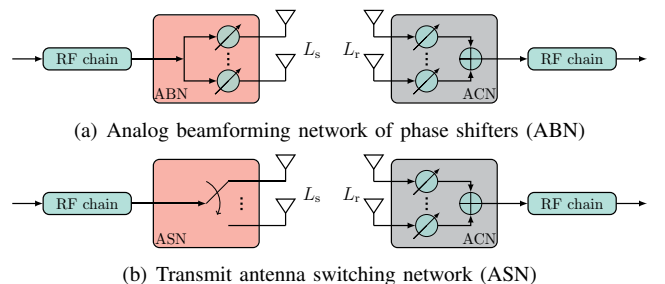 RF chain
ABN
L_s
L_r
ACN
RF chain
(a) Analog beamforming network of phase shifters (ABN)
RF chain
ASN
L_s
L_r
ACN
RF chain
(b) Transmit antenna switching network (ASN)